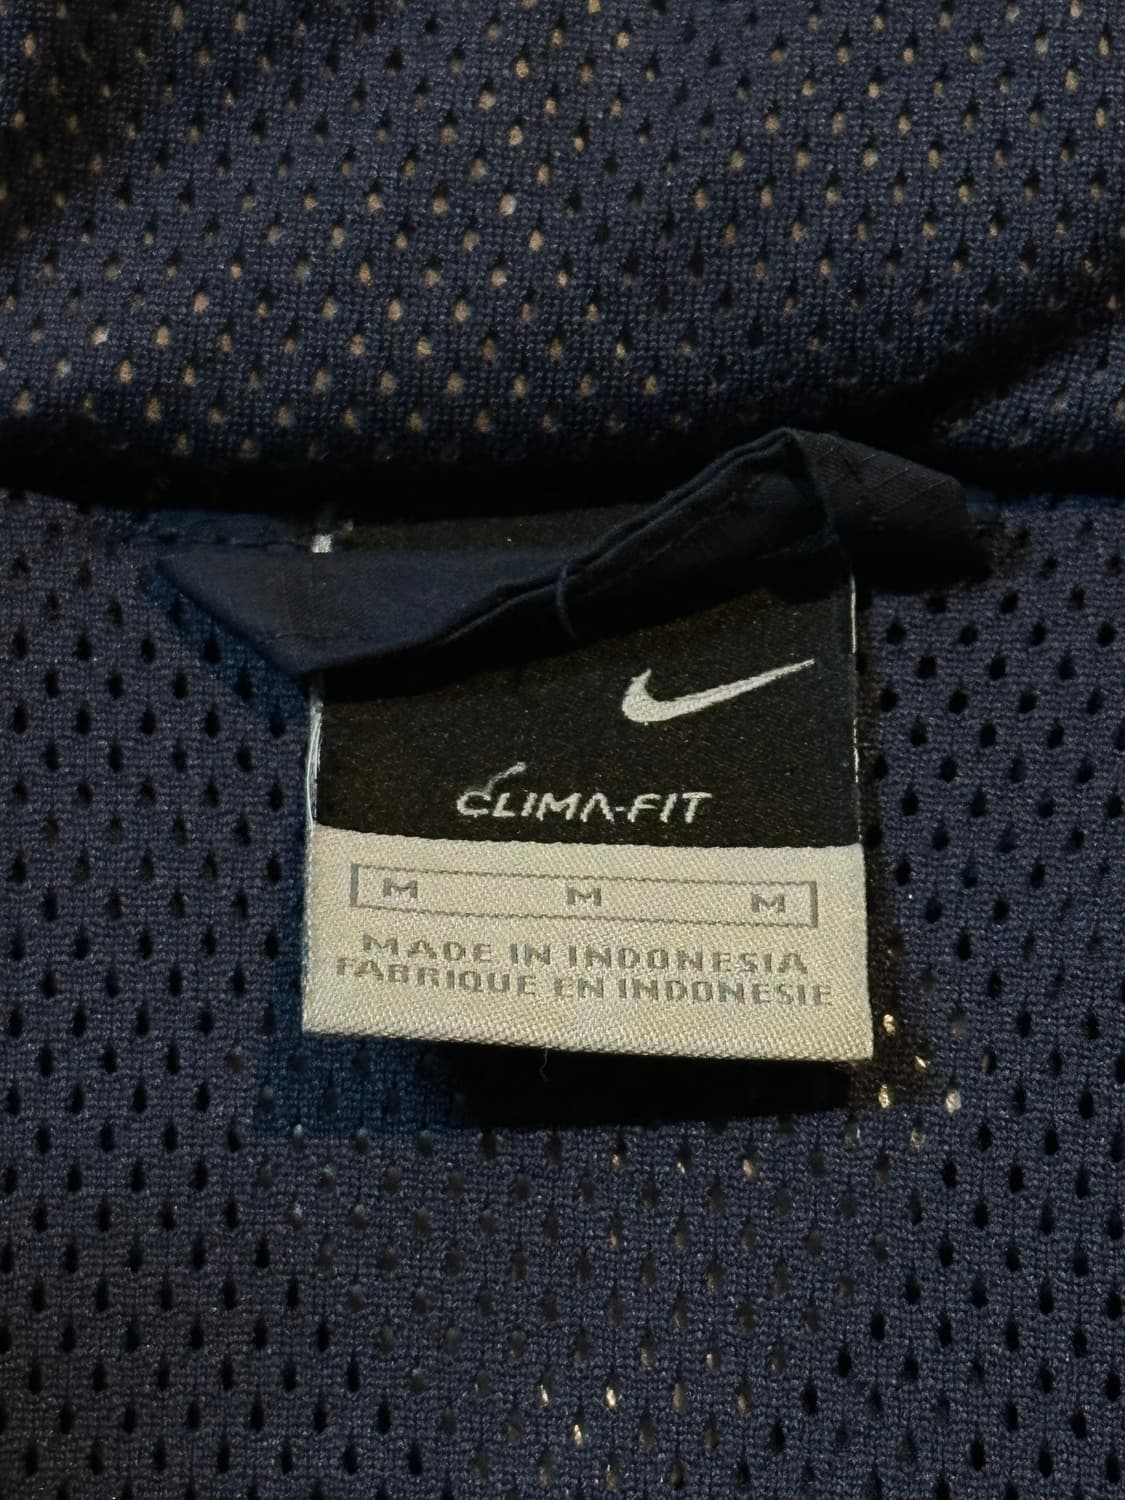 CLIMA-FIT
M M M
MADE IN INDONESIA
FABRIQUE EN INDONESIE